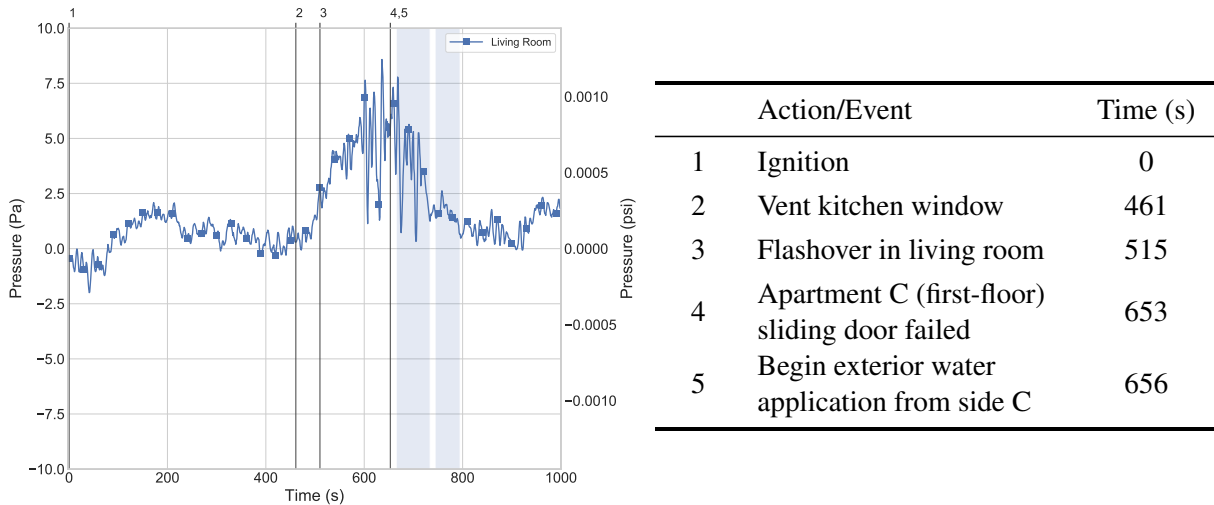 1
2
3
4,5
10.0
7.5
5.0
2.5
0.0
−2.5
−5.0
−7.5
−10.0
Pressure (Pa)
0
200
400
600
800
1000
Time (s)
0.0010
0.0005
0.0000
−0.0005
−0.0010
Pressure (psi)
Living Room
Action/Event Time (s)
1 Ignition 0
2 Vent kitchen window 461
3 Flashover in living room 515
4 Apartment C (first-floor) 653
sliding door failed
5 Begin exterior water 656
application from side C